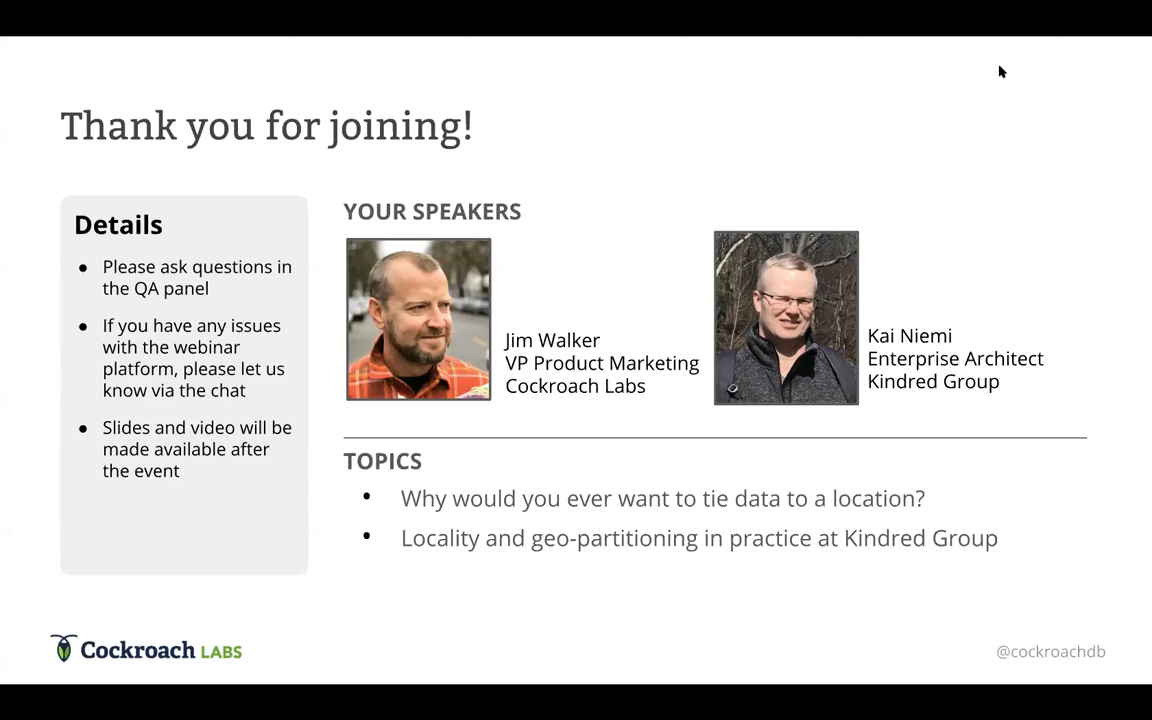 Thank you for joining!
Details
● Please ask questions in
the QA panel
● If you have any issues
with the webinar
platform, please let us
know via the chat
● Slides and video will be
made available after
the event
YOUR SPEAKERS
Jim Walker
VP Product Marketing
Cockroach Labs
Kai Niemi
Enterprise Architect
Kindred Group
TOPICS
• Why would you ever want to tie data to a location?
• Locality and geo-partitioning in practice at Kindred Group
Cockroach LABS
@cockroachdb